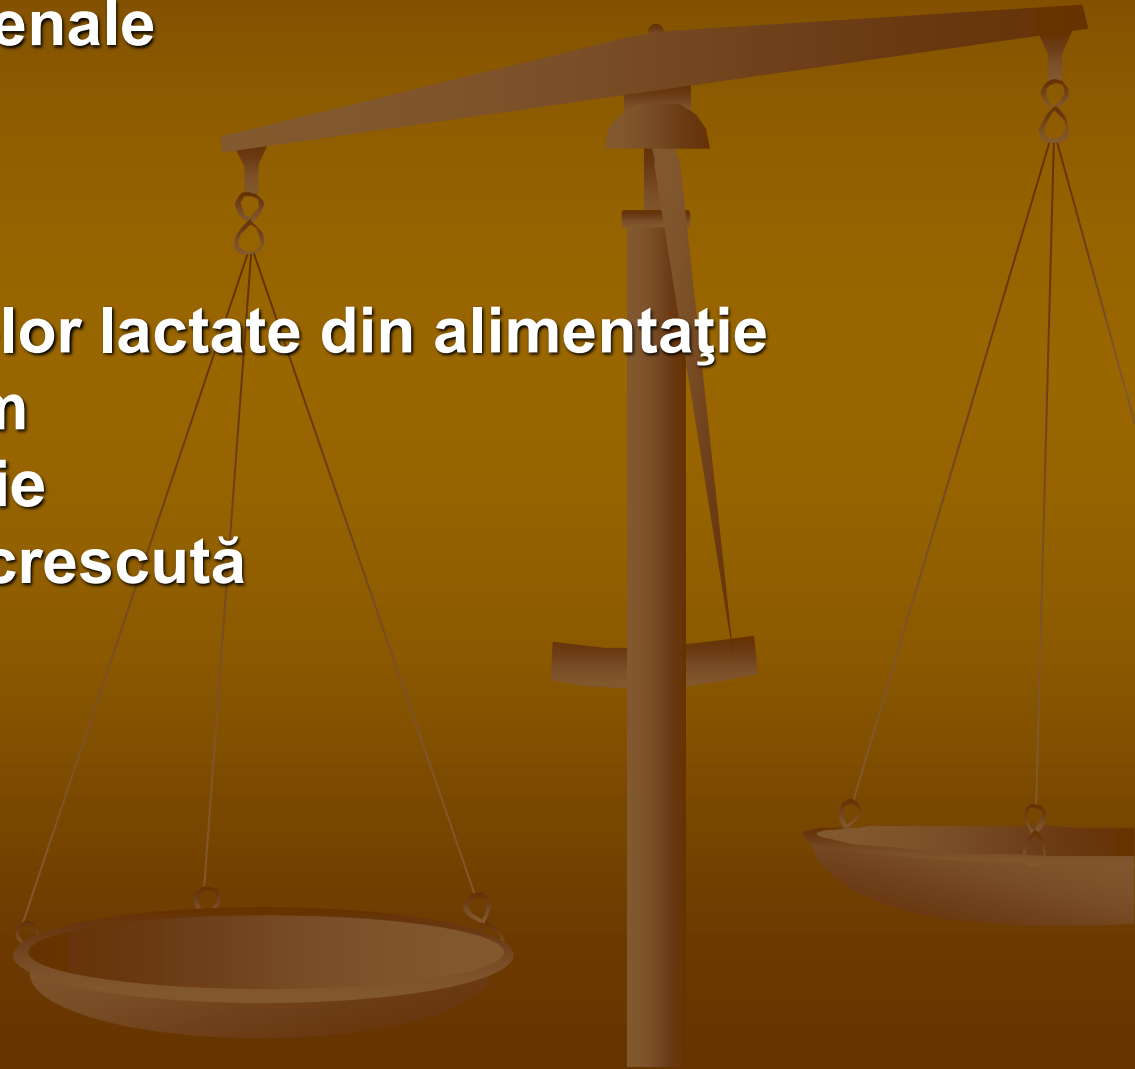 enale
lor lactate din alimentaţie
m
ie
crescută